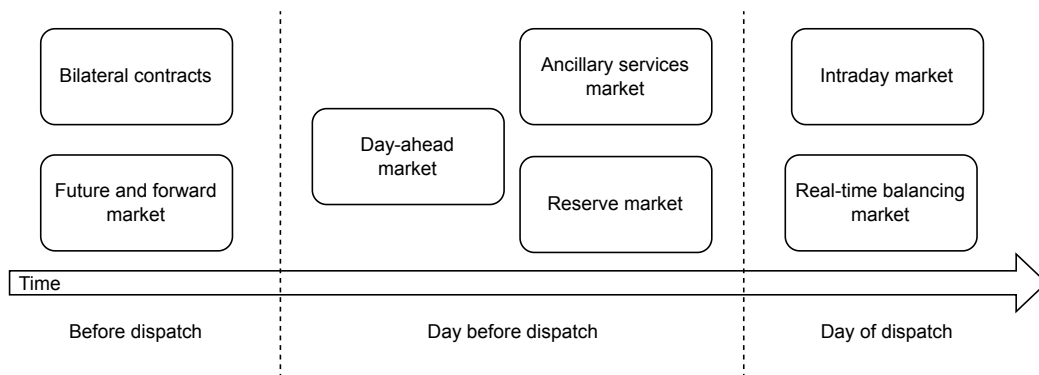 Bilateral contracts
Future and forward
market
Day-ahead
market
Ancillary services
market
Reserve market
Intraday market
Real-time balancing
market
Time
Before dispatch
Day before dispatch
Day of dispatch